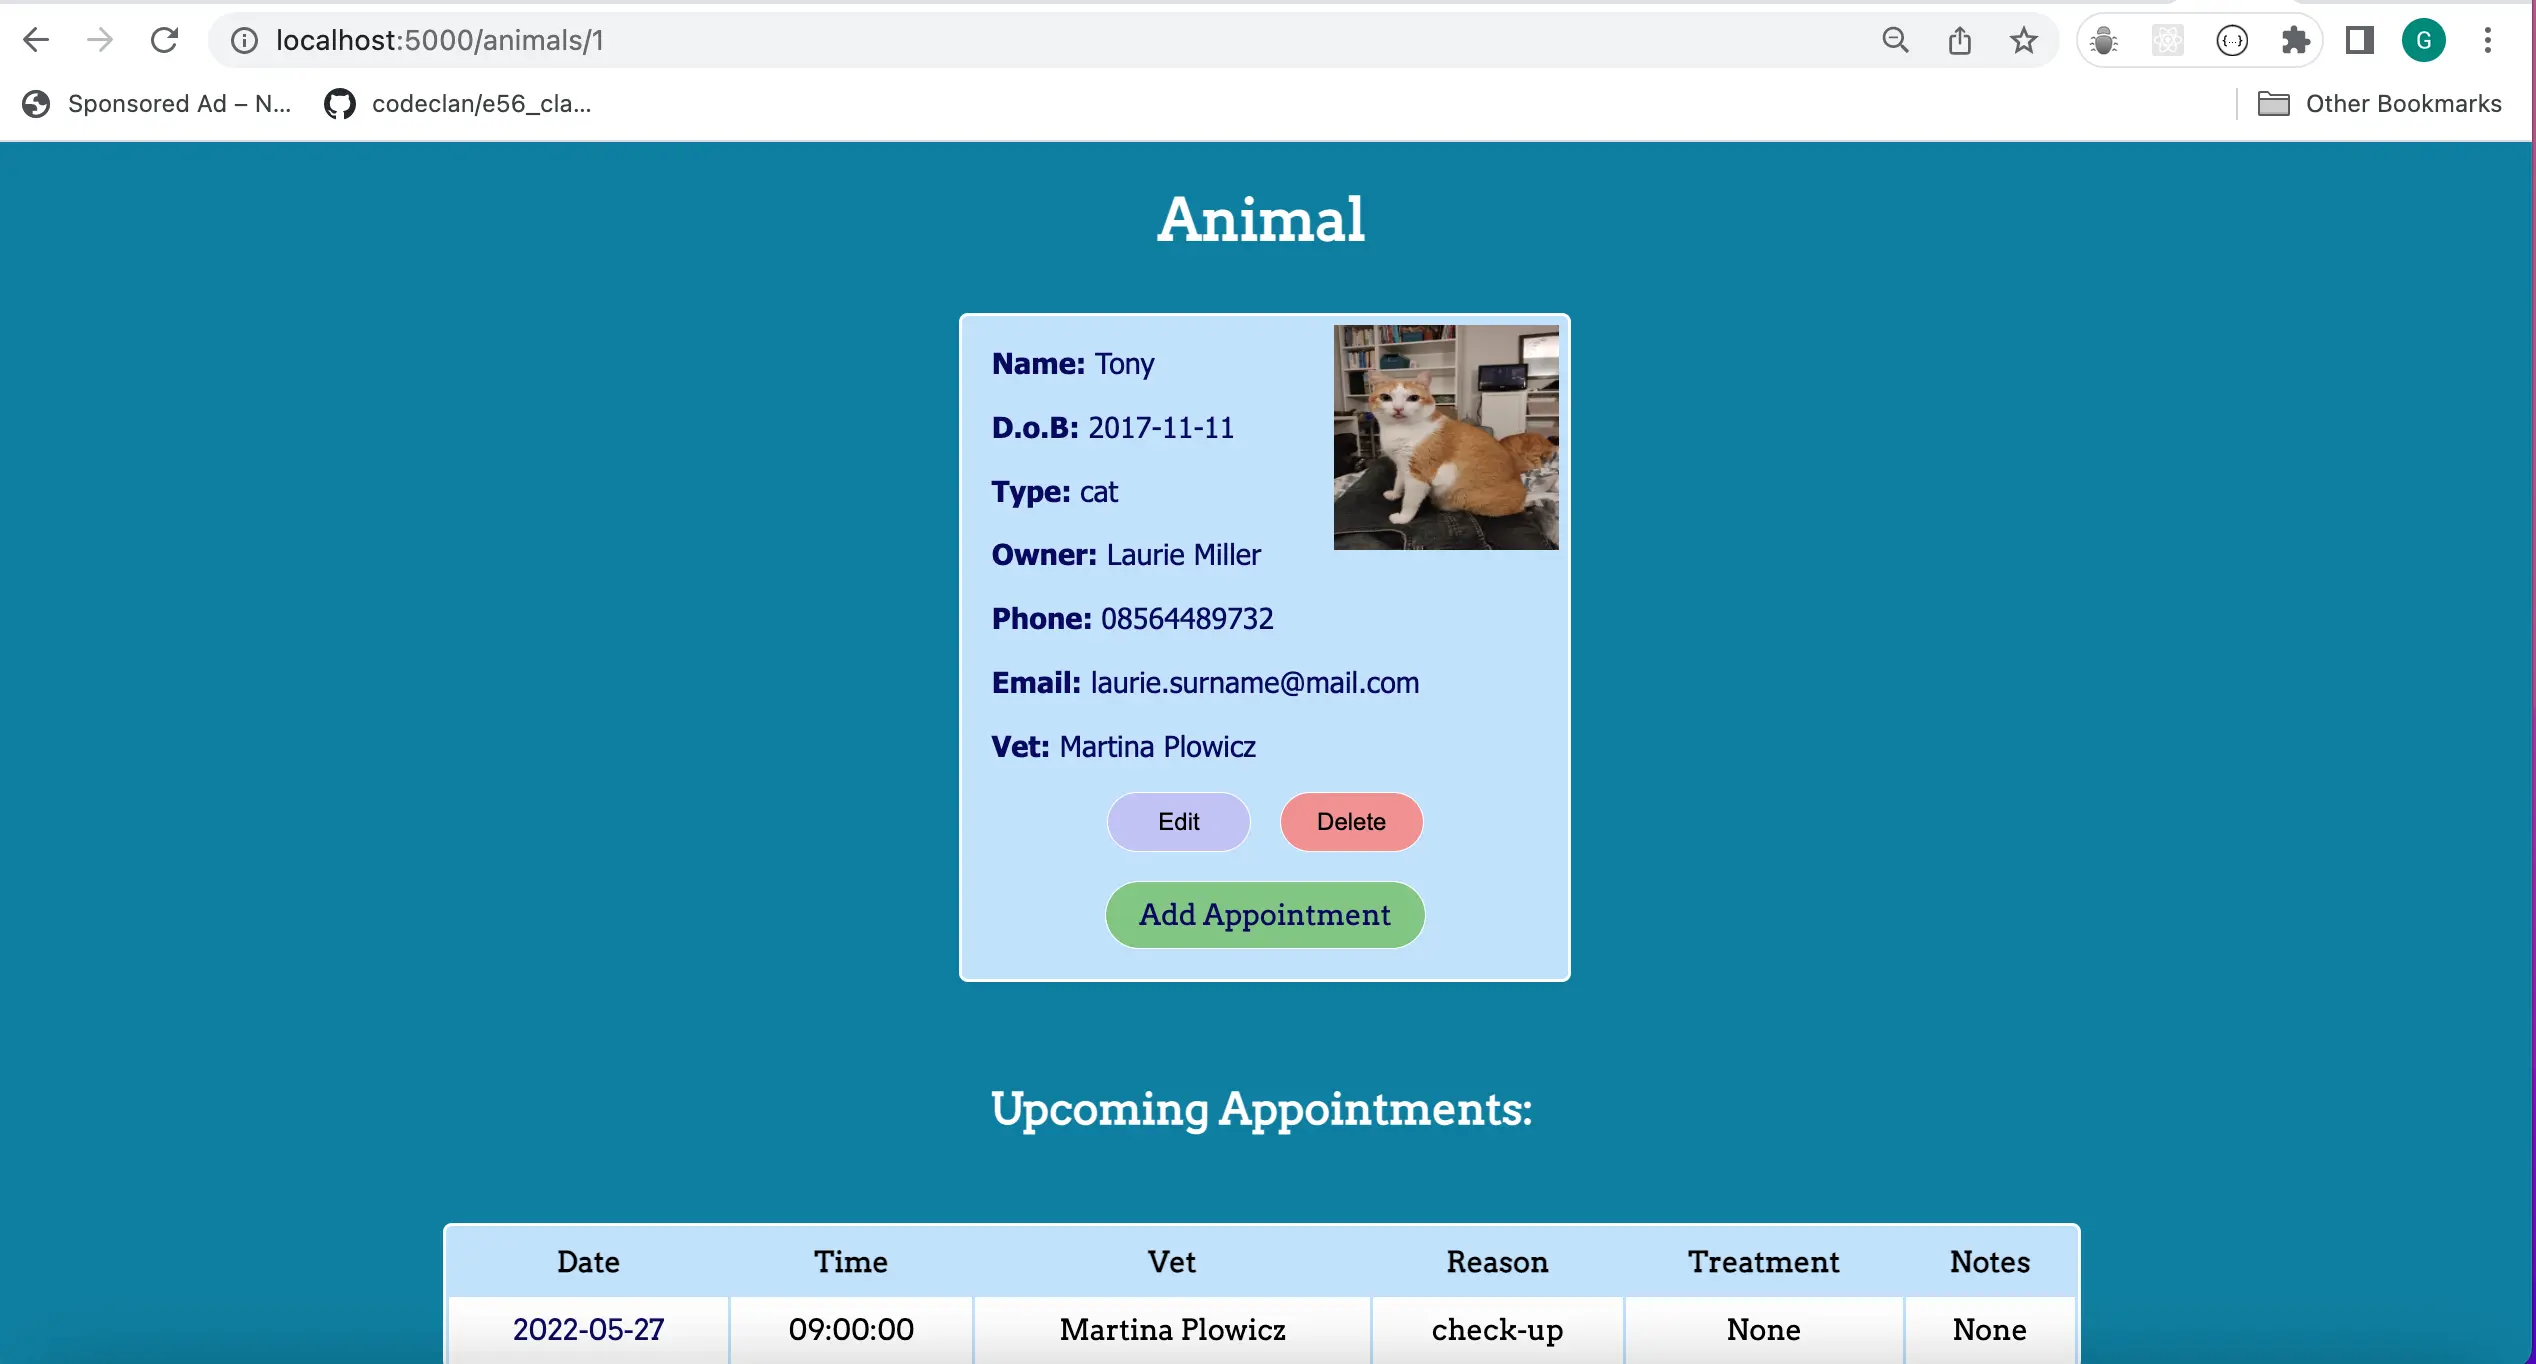 localhost:5000/animals/1
G
Sponsored Ad – N...
codeclan/e56_cla...
Other Bookmarks
Animal
Name: Tony
D.o.B: 2017-11-11
Type: cat
Owner: Laurie Miller
Phone: 08564489732
Email: laurie.surname@mail.com
Vet: Martina Plowicz
Edit Delete
Add Appointment
Upcoming Appointments:
Date Time Vet Reason Treatment Notes
2022-05-27 09:00:00 Martina Plowicz check-up None None